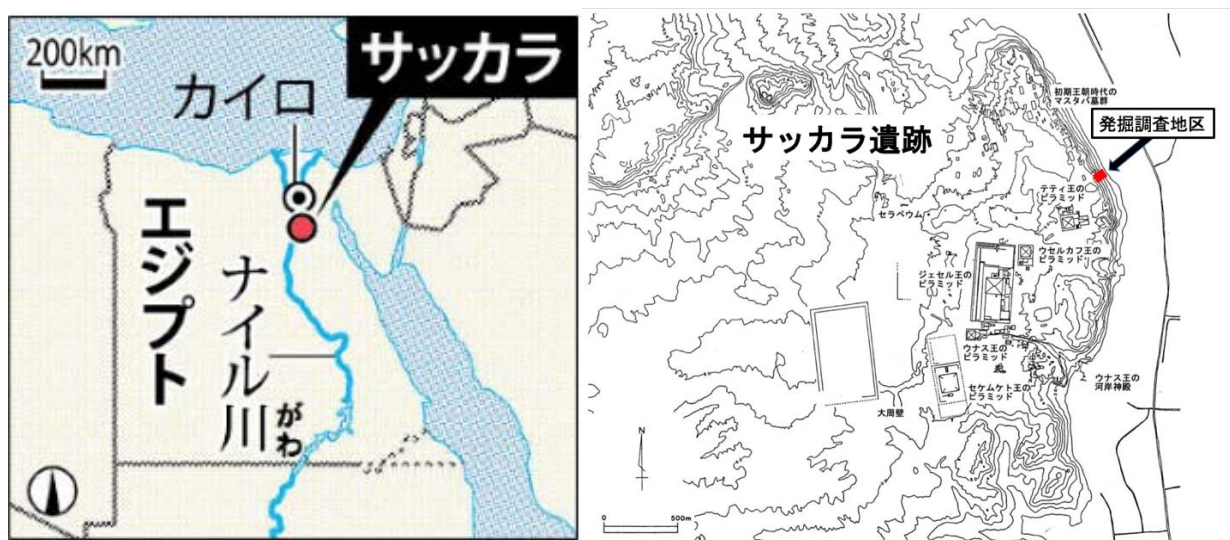 200km
サッカラ
カイロ
エジプト
ナイル川
がわ
サッカラ遺跡
初期王朝時代の
マスタバ墓群
発掘調査地区
テティ王の
ピラミッド
セラペウム
ウセルカフ王の
ピラミッド
ジェセル王の
ピラミッド
ウナス王の
ピラミッド
セケムケト王の
ピラミッド
ウナス王の
河岸神殿
大周壁
N
0
500m